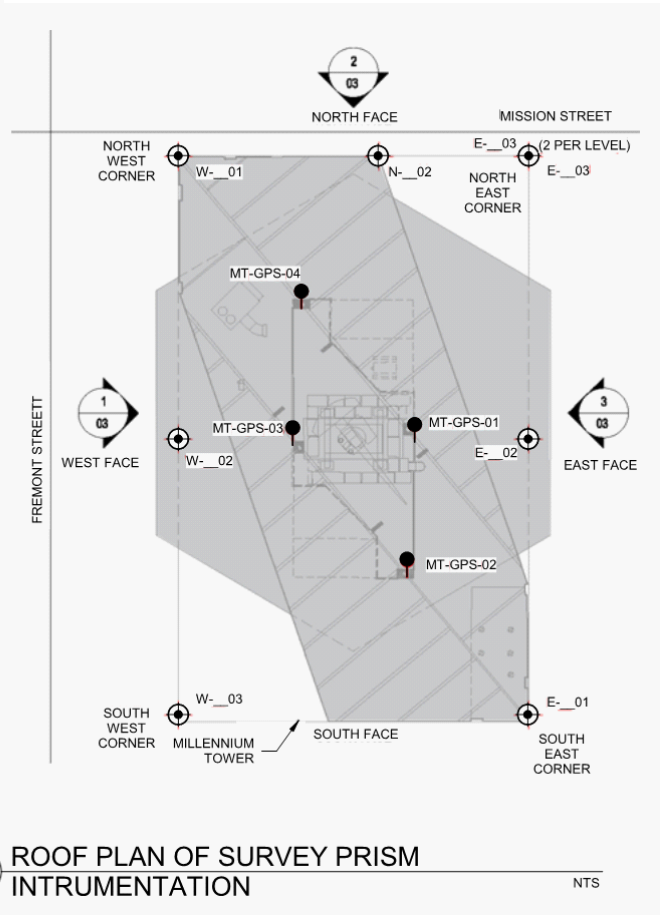 2
03
NORTH FACE
MISSION STREET
NORTH
WEST
CORNER
E-__03
(2 PER LEVEL)
W-__01
N-__02
E-__03
NORTH
EAST
CORNER
MT-GPS-04
1
03
3
03
MT-GPS-03
MT-GPS-01
WEST FACE
W-__02
E-__02
EAST FACE
FREMONT STREETT
MT-GPS-02
W-__03
E-__01
SOUTH
WEST
CORNER
MILLENNIUM
TOWER
SOUTH FACE
SOUTH
EAST
CORNER
ROOF PLAN OF SURVEY PRISM
INTRUMENTATION
NTS